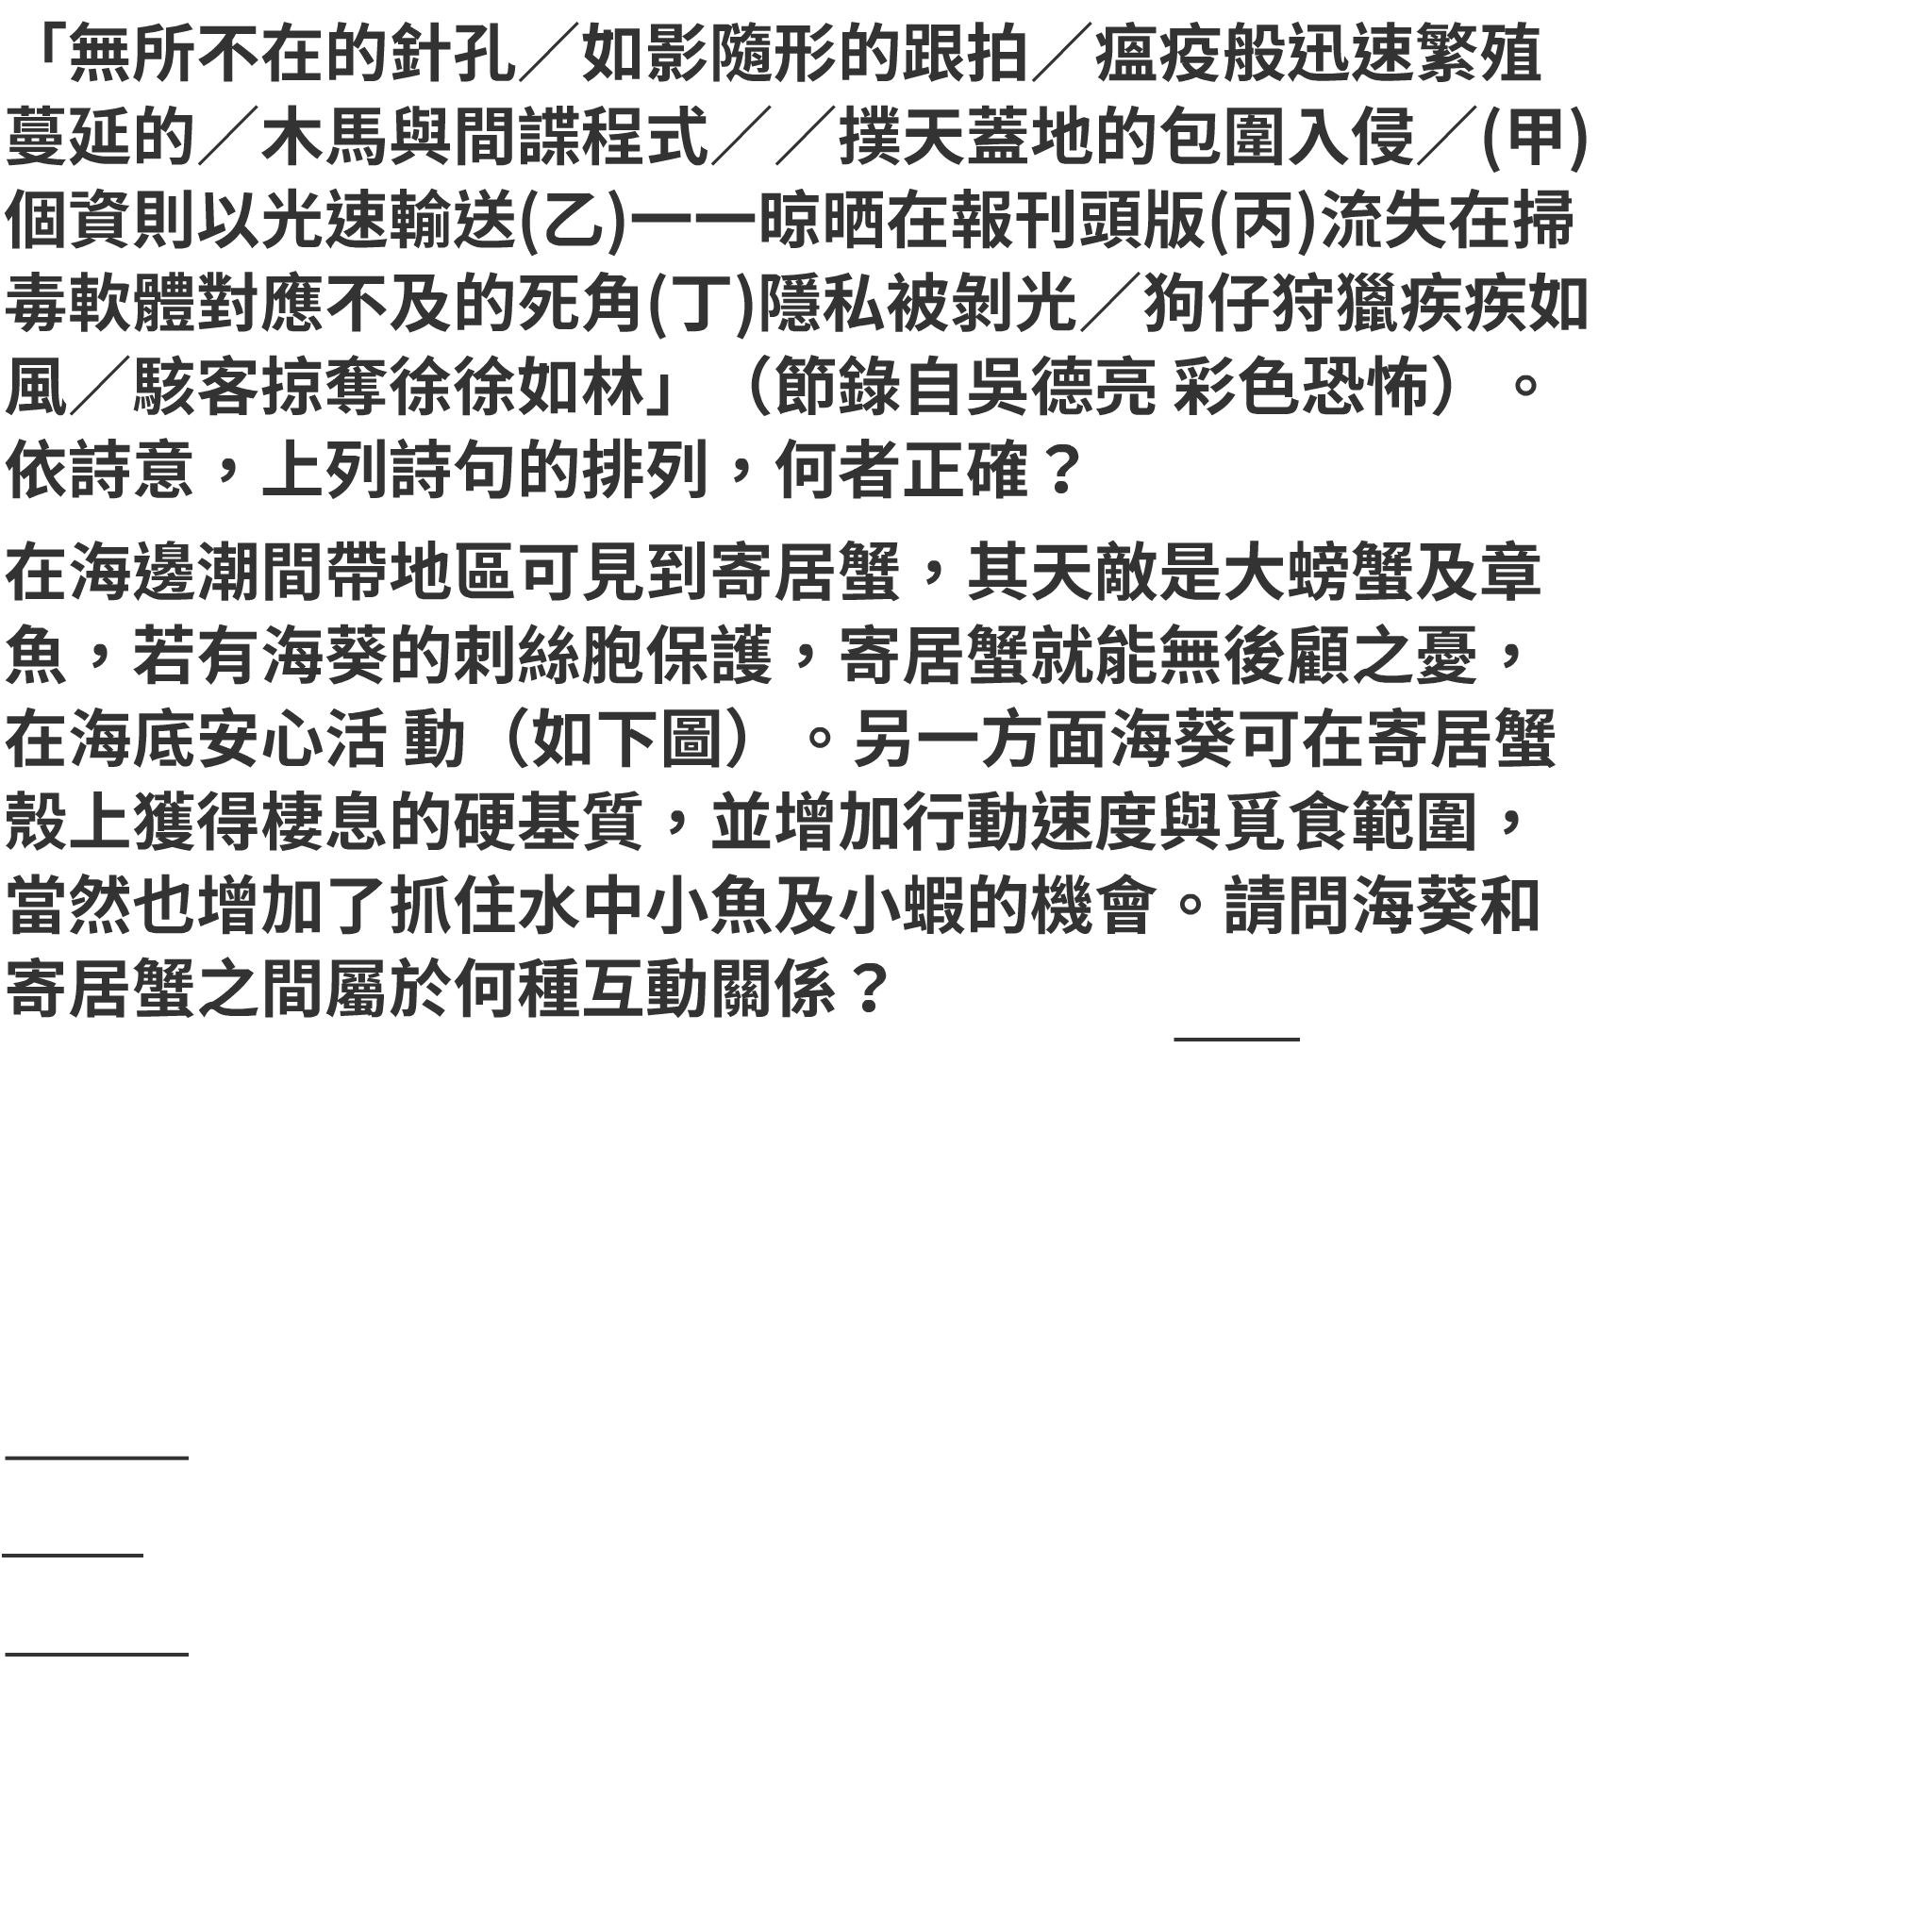 「無所不在的針孔／如影隨形的跟拍／瘟疫般迅速繁殖
蔓延的／木馬與間諜程式／／撲天蓋地的包圍入侵／(甲)
個資則以光速輸送(乙)一一晾晒在報刊頭版(丙)流失在掃
毒軟體對應不及的死角(丁)隱私被剝光／狗仔狩獵疾疾如
風／駭客掠奪徐徐如林」 （節錄自吳德亮 彩色恐怖） 。
依詩意，上列詩句的排列，何者正確？
在海邊潮間帶地區可見到寄居蟹，其天敵是大螃蟹及章
魚，若有海葵的刺絲胞保護，寄居蟹就能無後顧之憂，
在海底安心活 動（如下圖） 。另一方面海葵可在寄居蟹
殼上獲得棲息的硬基質，並增加行動速度與覓食範圍，
當然也增加了抓住水中小魚及小蝦的機會。請問海葵和
寄居蟹之間屬於何種互動關係？